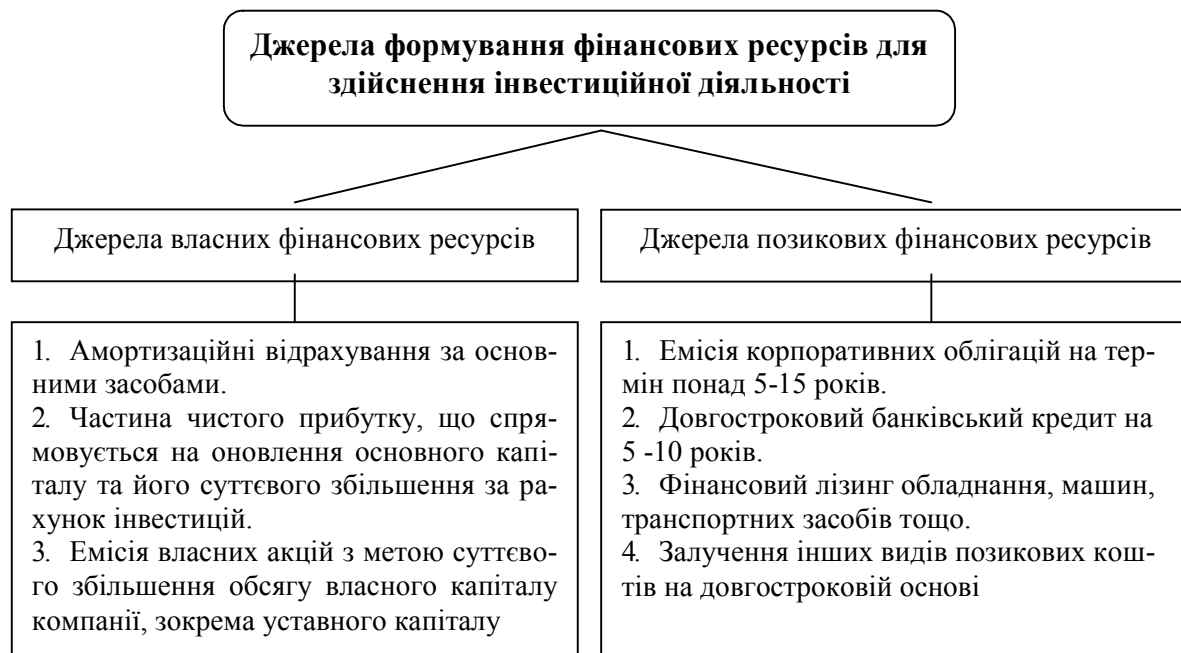 Джерела формування фінансових ресурсів для
здійснення інвестиційної діяльності
Джерела власних фінансових ресурсів
Джерела позикових фінансових ресурсів
1. Амортизаційні відрахування за основ-
ними засобами.
2. Частина чистого прибутку, що спря-
мовується на оновлення основного капі-
талу та його суттєвого збільшення за ра-
хунок інвестицій.
3. Емісія власних акцій з метою суттєво-
го збільшення обсягу власного капіталу
компанії, зокрема уставного капіталу
1. Емісія корпоративних облігацій на тер-
мін понад 5-15 років.
2. Довгостроковий банківський кредит на
5 -10 років.
3. Фінансовий лізинг обладнання, машин,
транспортних засобів тощо.
4. Залучення інших видів позикових кош-
тів на довгостроковій основі